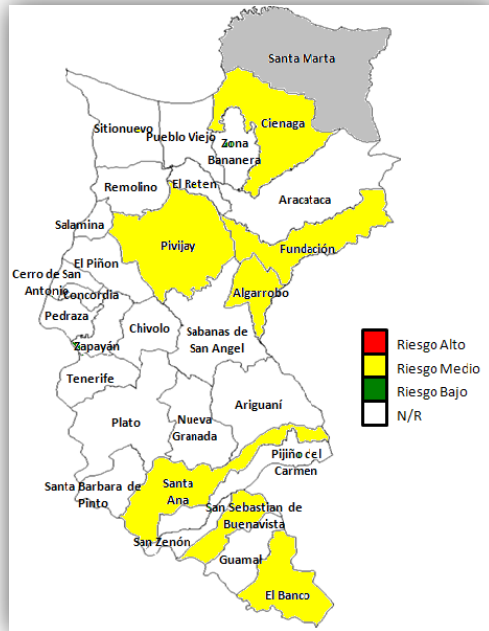 Santa Marta
Cienaga
Sitionuevo
Pueblo Viejo
Zona
Bananera
El Reten
Remolino
Aracataca
Salamina
Pivijay
Fundación
El Piñon
Cerro de San
Antonio
Concordia
Algarrobo
Pedraza
Chivolo
Sabanas de
San Angel
Zapayán
Tenerife
Ariguaní
Plato
Nueva
Granada
Pijiño del
Carmen
Santa Barbara de
Pinto
Santa
Ana
San Sebastian de
Buenavista
San Zenón
Guamal
El Banco
Riesgo Alto
Riesgo Medio
Riesgo Bajo
N/R